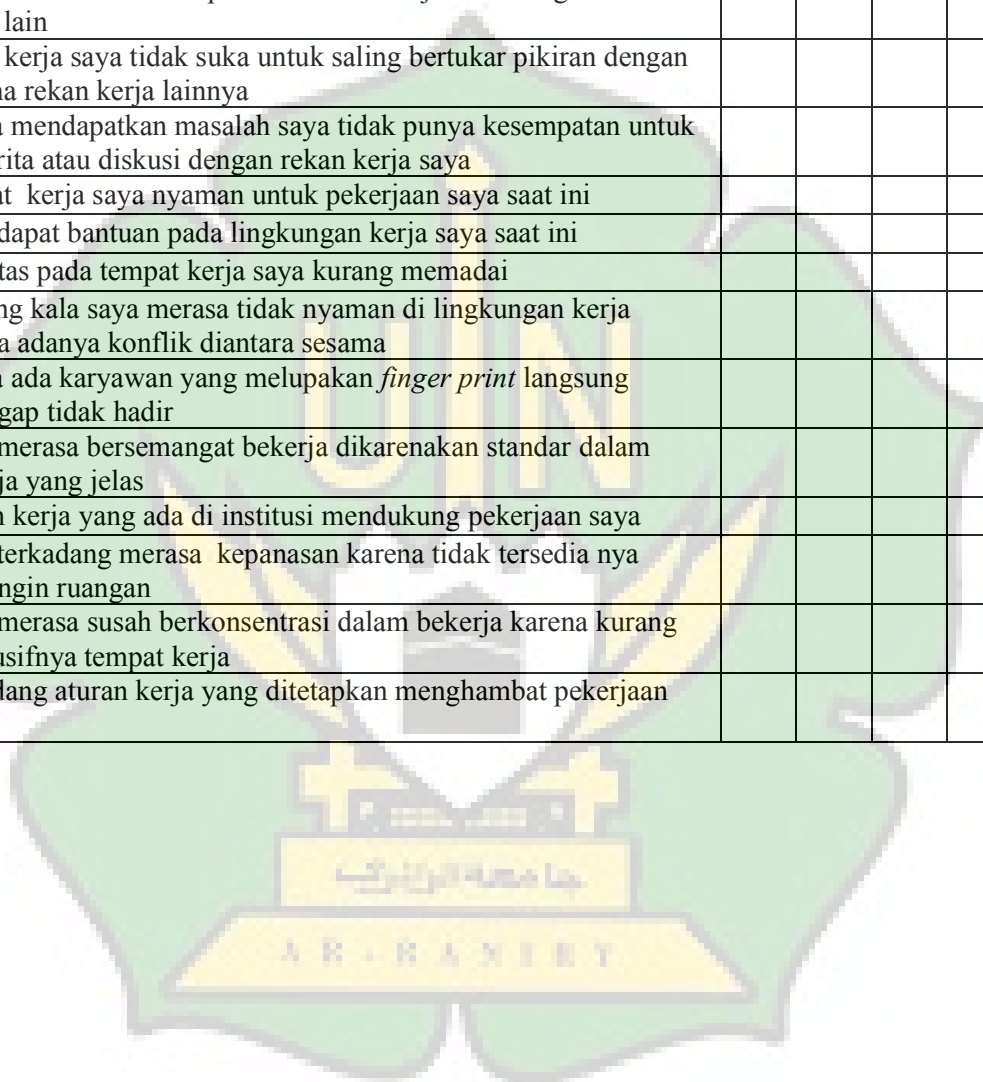 lain
kerja saya tidak suka untuk saling bertukar pikiran dengan
rekan kerja lainnya
mendapatkan masalah saya tidak punya kesempatan untuk
atau diskusi dengan rekan kerja saya
kerja saya nyaman untuk pekerjaan saya saat ini
dapat bantuan pada lingkungan kerja saya saat ini
tas pada tempat kerja saya kurang memadai
ng kala saya merasa tidak nyaman di lingkungan kerja
a adanya konflik diantara sesama
ada karyawan yang melupakan finger print langsung
gap tidak hadir
merasa bersemangat bekerja dikarenakan standar dalam
ja yang jelas
kerja yang ada di institusi mendukung pekerjaan saya
terkadang merasa kepanasan karena tidak tersedia nya
ngin ruangan
merasa susah berkonsentrasi dalam bekerja karena kurang
usifnya tempat kerja
dang aturan kerja yang ditetapkan menghambat pekerjaan
UIN
جامعة الرانيري
AR-RANIRY